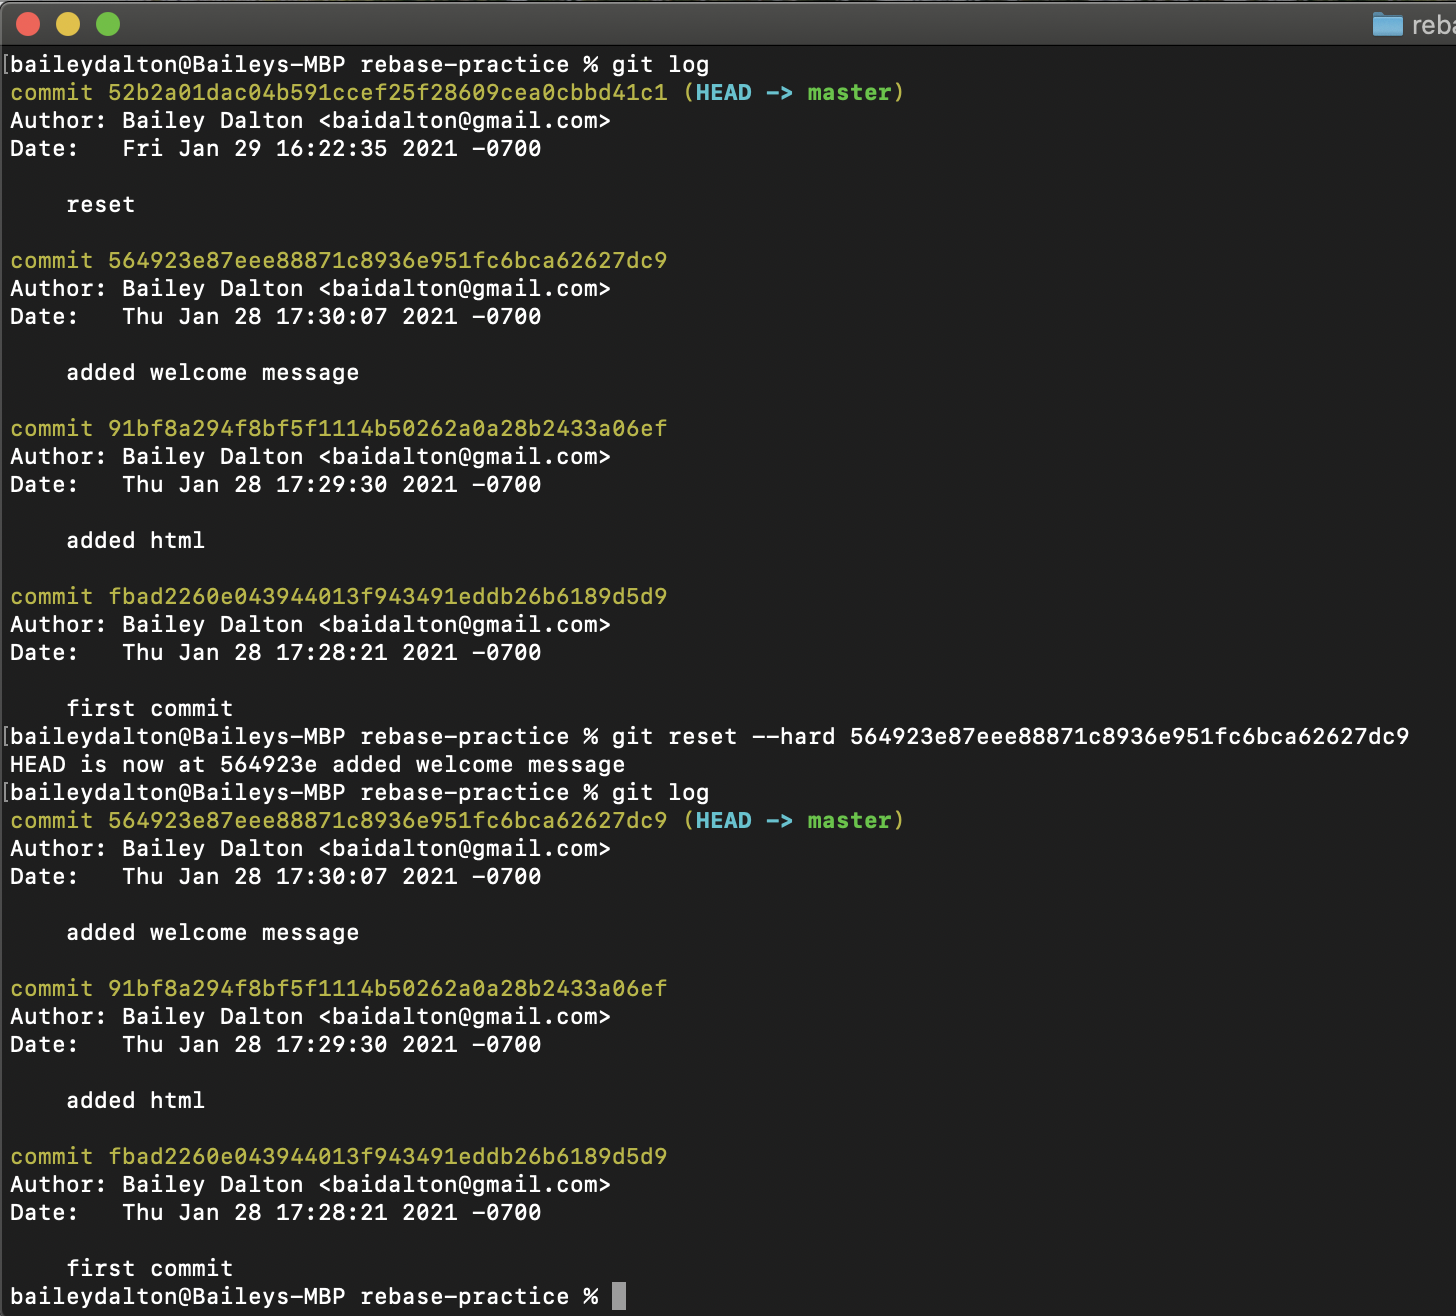 reba
[baileydalton@Baileys-MBP rebase-practice % git log
commit 52b2a01dac04b591ccef25f28609cea0cbbd41c1 (HEAD -> master)
Author: Bailey Dalton <baidalton@gmail.com>
Date:   Fri Jan 29 16:22:35 2021 -0700
reset
commit 564923e87eee88871c8936e951fc6bca62627dc9
Author: Bailey Dalton <baidalton@gmail.com>
Date:   Thu Jan 28 17:30:07 2021 -0700
added welcome message
commit 91bf8a294f8bf5f1114b50262a0a28b2433a06ef
Author: Bailey Dalton <baidalton@gmail.com>
Date:   Thu Jan 28 17:29:30 2021 -0700
added html
commit fbad2260e043944013f943491eddb26b6189d5d9
Author: Bailey Dalton <baidalton@gmail.com>
Date:   Thu Jan 28 17:28:21 2021 -0700
first commit
[baileydalton@Baileys-MBP rebase-practice % git reset --hard 564923e87eee88871c8936e951fc6bca62627dc9
HEAD is now at 564923e added welcome message
[baileydalton@Baileys-MBP rebase-practice % git log
commit 564923e87eee88871c8936e951fc6bca62627dc9 (HEAD -> master)
Author: Bailey Dalton <baidalton@gmail.com>
Date:   Thu Jan 28 17:30:07 2021 -0700
added welcome message
commit 91bf8a294f8bf5f1114b50262a0a28b2433a06ef
Author: Bailey Dalton <baidalton@gmail.com>
Date:   Thu Jan 28 17:29:30 2021 -0700
added html
commit fbad2260e043944013f943491eddb26b6189d5d9
Author: Bailey Dalton <baidalton@gmail.com>
Date:   Thu Jan 28 17:28:21 2021 -0700
first commit
baileydalton@Baileys-MBP rebase-practice %